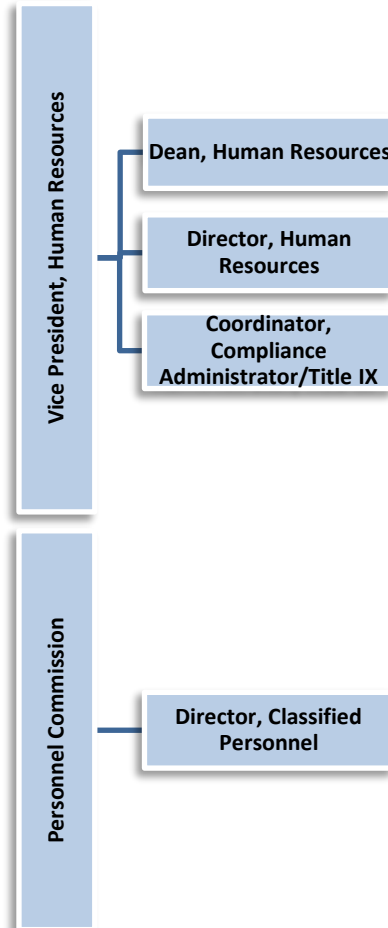 Vice President, Human Resources
Dean, Human Resources
Director, Human
Resources
Coordinator,
Compliance
Administrator/Title IX
Personnel Commission
Director, Classified
Personnel